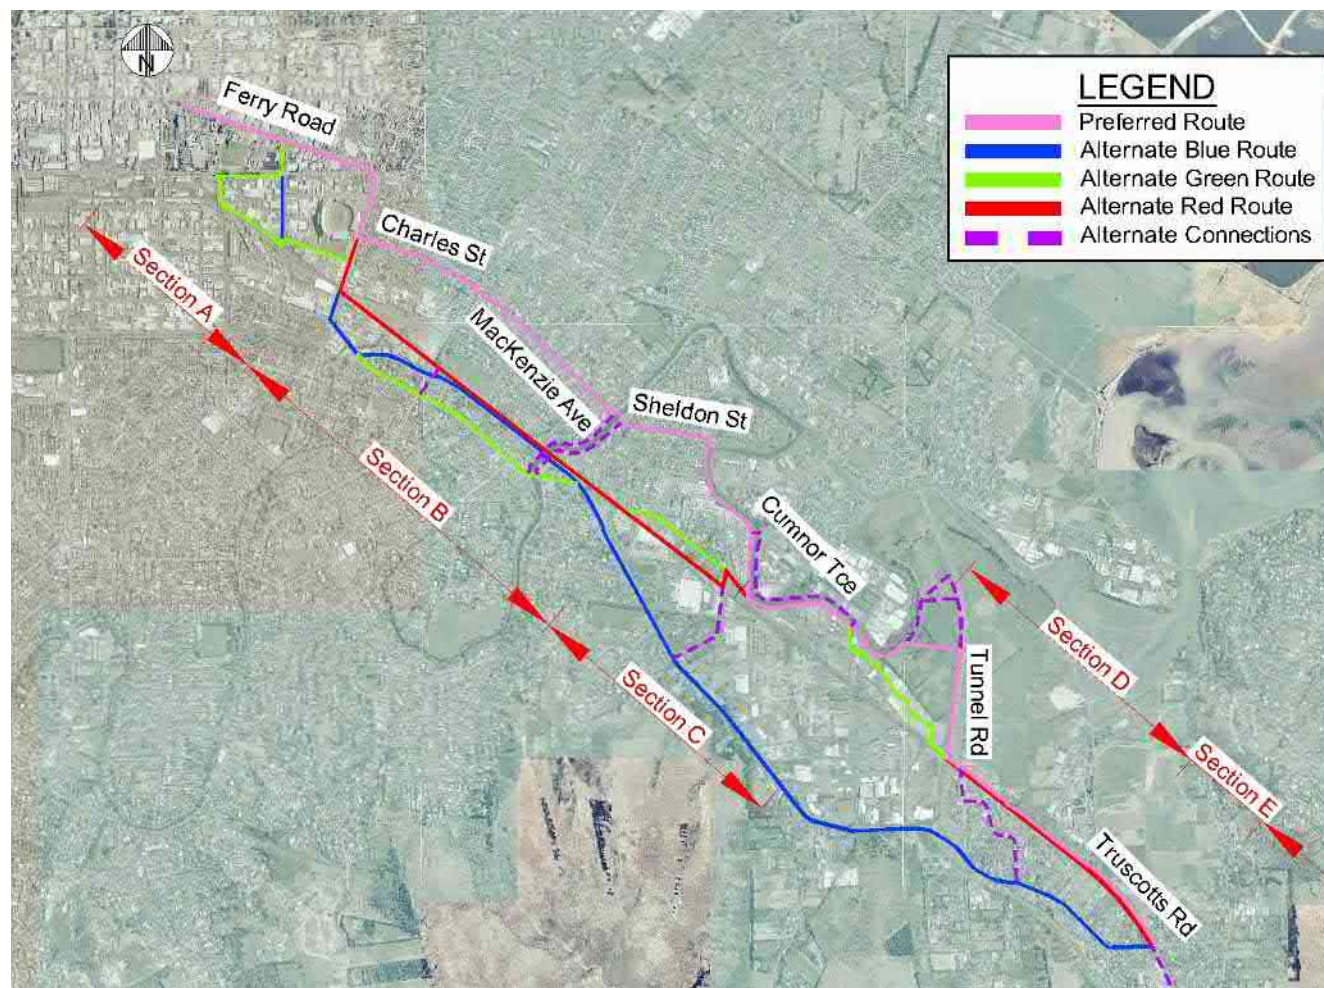 N
Ferry Road
LEGEND
Preferred Route
Alternate Blue Route
Alternate Green Route
Alternate Red Route
Alternate Connections
Charles St
Section A
MacKenzie Ave
Sheldon St
Section B
Cumnor Tce
Section C
Tunnel Rd
Section D
Section E
Truscotts Rd